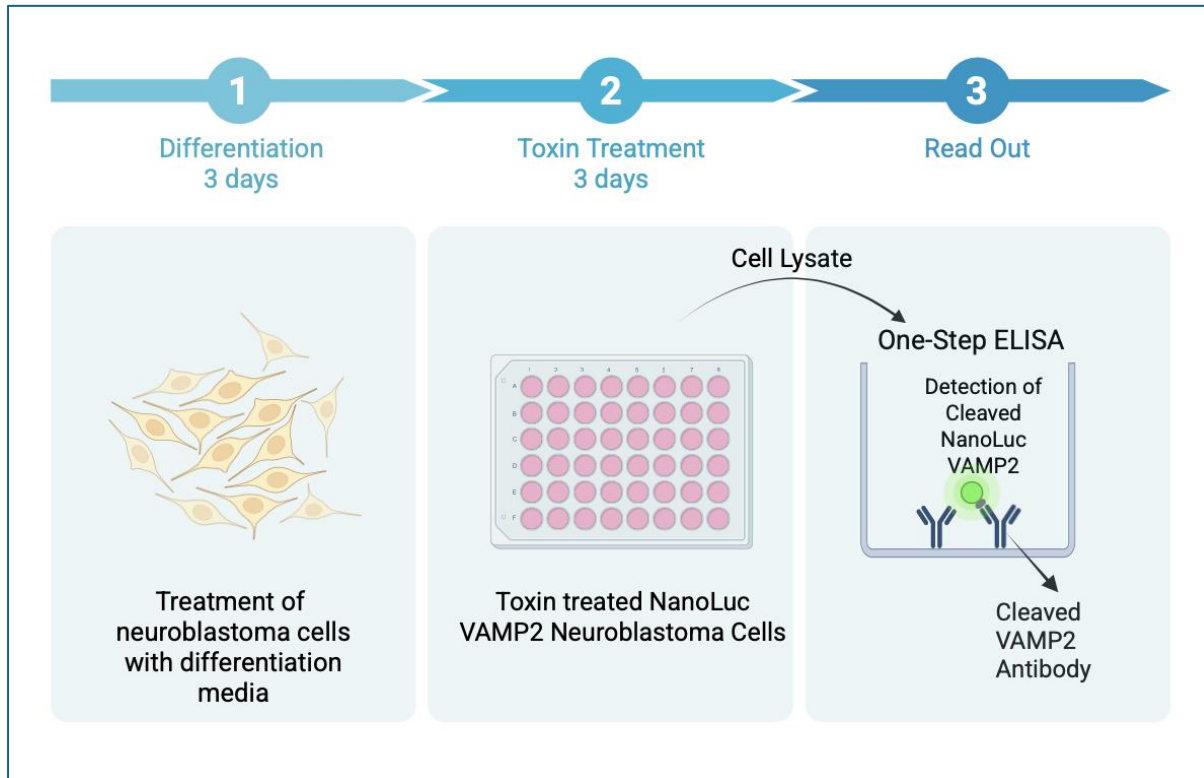 1
2
3
Differentiation
3 days
Toxin Treatment
3 days
Read Out
Treatment of
neuroblastoma cells
with differentiation
media
Cell Lysate
A
B
C
D
E
F
Toxin treated NanoLuc
VAMP2 Neuroblastoma Cells
One-Step ELISA
Detection of
Cleaved
NanoLuc
VAMP2
Cleaved
VAMP2
Antibody